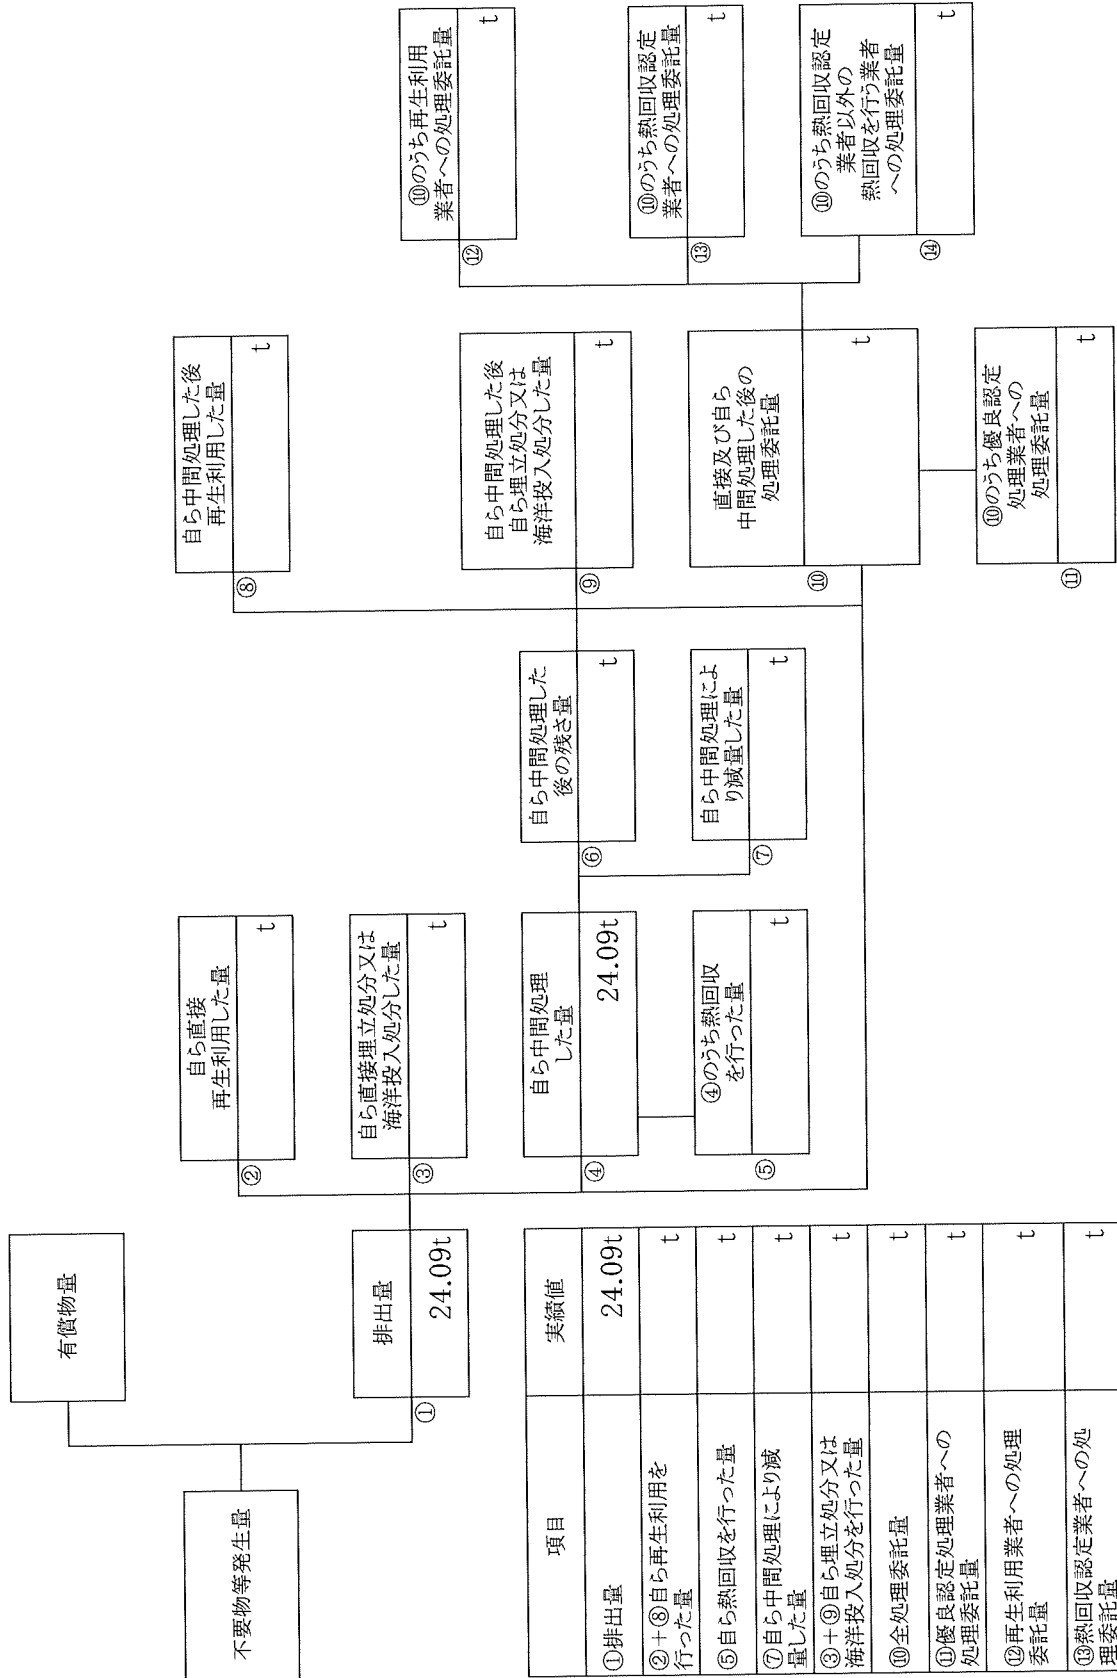 不要物等発生量
有償物量
①
排出量
24.09t
②
自ら直接
再生利用した量
t
③
自ら直接埋立処分又は
海洋投入処分した量
t
④
自ら中間処理
した量
24.09t
⑤
④のうち熱回収
を行った量
t
⑥
自ら中間処理した
後の残さ量
t
⑦
自ら中間処理によ
り減量した量
t
⑧
自ら中間処理した後
再生利用した量
t
⑨
自ら中間処理した後
自ら埋立処分又は
海洋投入処分した量
t
⑩
直接及び自ら
中間処理した後の
処理委託量
t
⑪
⑩のうち優良認定
処理業者への
処理委託量
t
⑫
⑩のうち再生利用
業者への処理委託量
t
⑬
⑩のうち熱回収認定
業者への処理委託量
t
⑭
⑩のうち熱回収認定
業者以外の
熱回収を行う業者
への処理委託量
t
項目 実績値
①排出量 24.09t
②+⑧自ら再生利用を
行った量 t
⑤自ら熱回収を行った量 t
⑦自ら中間処理により減
量した量 t
③+⑨自ら埋立処分又は
海洋投入処分を行った量 t
⑩全処理委託量 t
⑪優良認定処理業者への
処理委託量 t
⑫再生利用業者への処理
委託量 t
⑬熱回収認定業者への処
理委託量 t